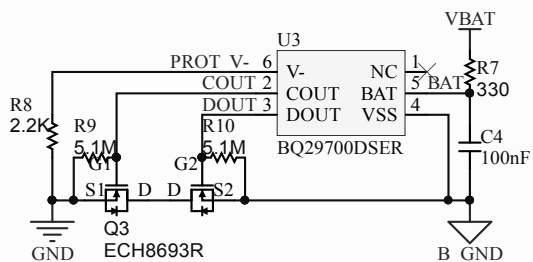 U3
VBAT
PROT V- 6 V- NC 1
COUT 2 COUT BAT 5 BAT
DOUT 3 DOUT VSS 4
R7
330
R8
2.2K
R9
5.1M
R10
5.1M
BQ29700DSER
C4
100nF
G1
G2
S1 D D S2
Q3
ECH8693R
GND
B GND